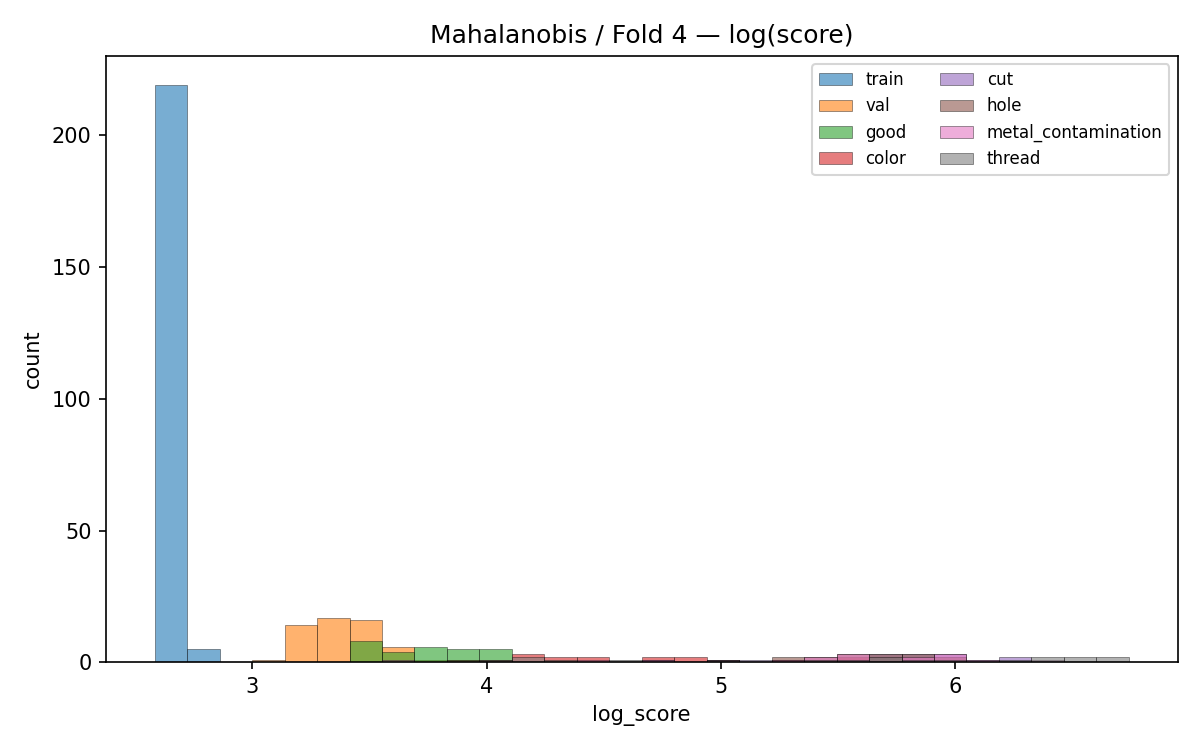 Mahalanobis / Fold 4 — log(score)
train
val
good
color
cut
hole
metal_contamination
thread
count
200
150
100
50
0
3
4
5
6
log_score